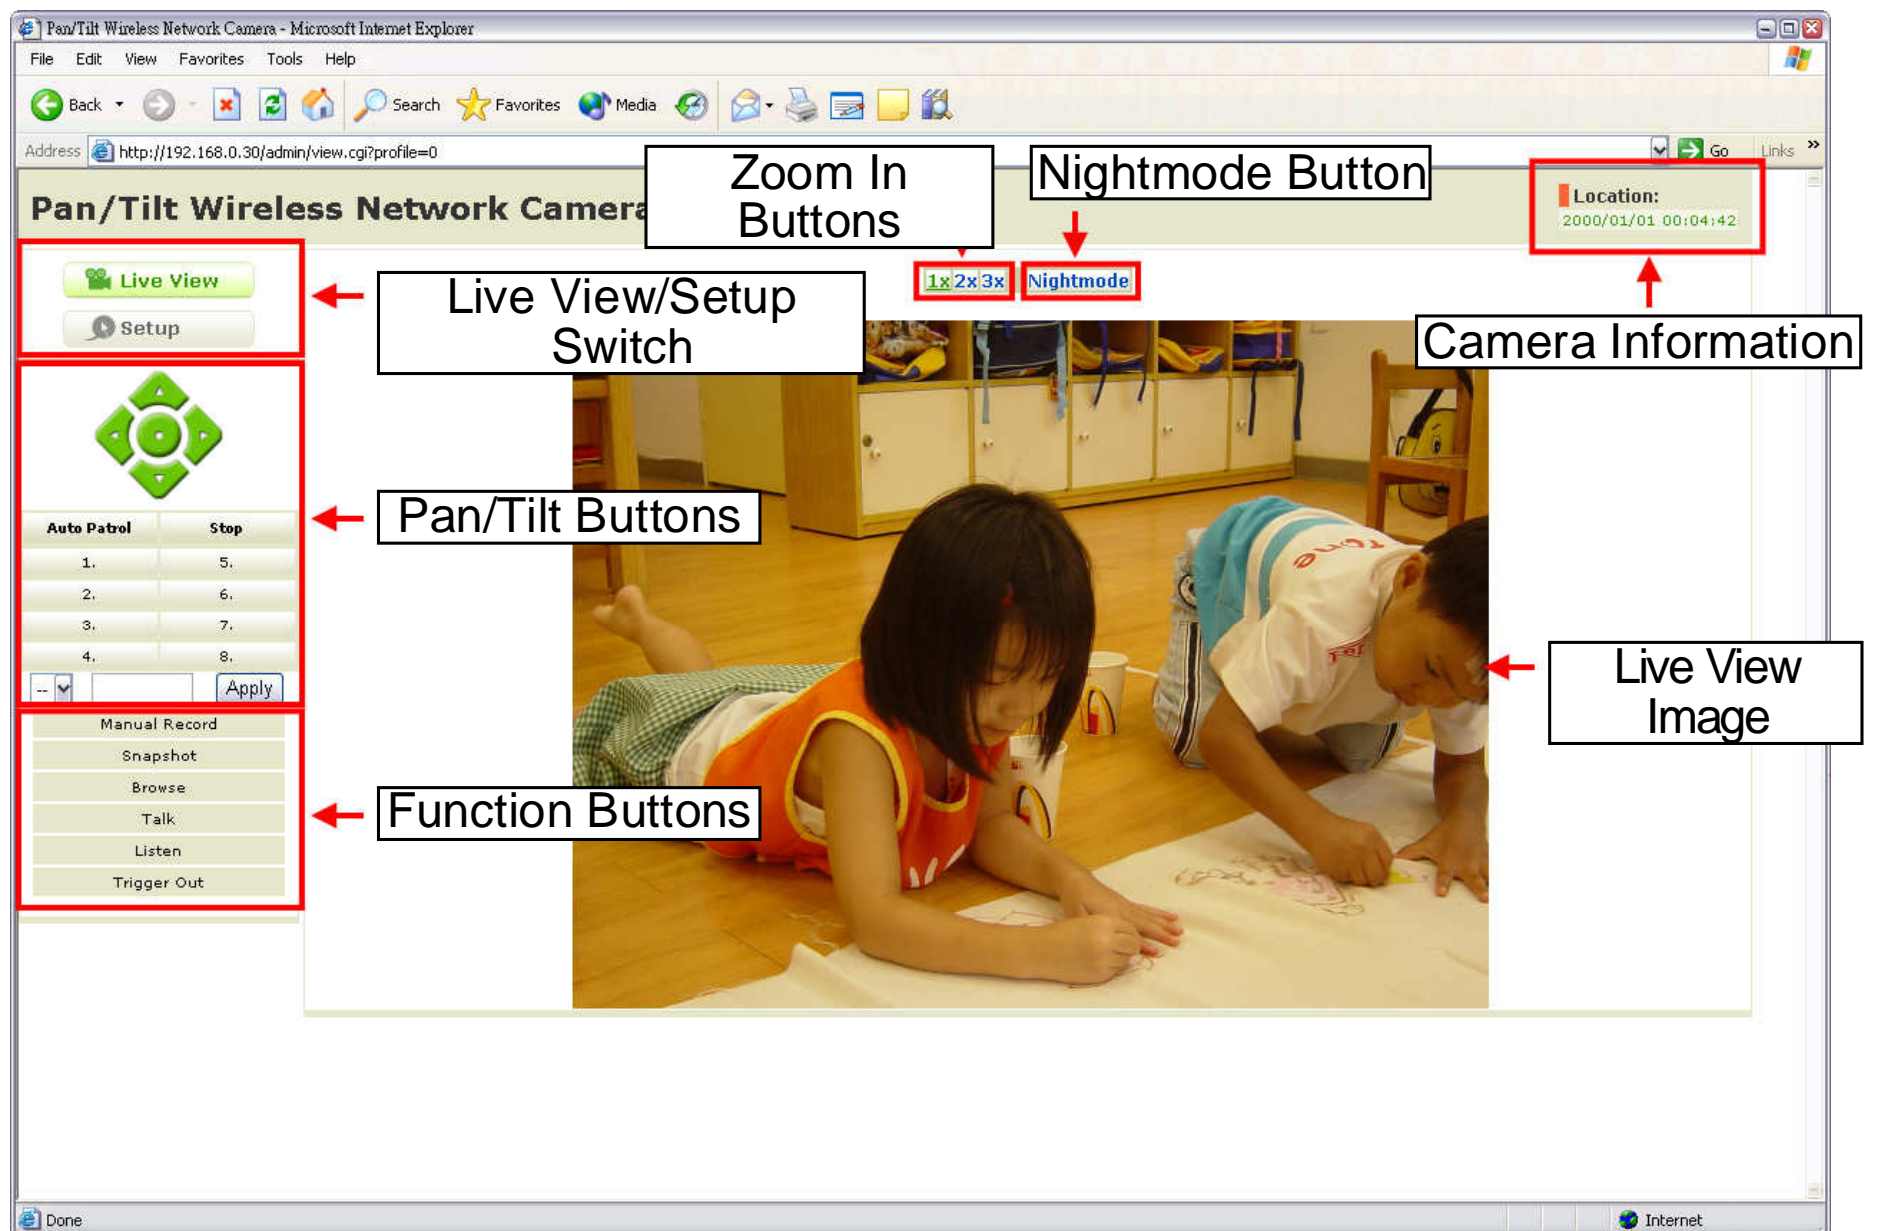 Pan/Tilt Wireless Network Camera - Microsoft Internet Explorer
File Edit View Favorites Tools Help
Back Search Favorites Media
Address http://192.168.0.30/admin/view.cgi?profile=0 Go Links »
Zoom In
Buttons
Nightmode Button
Pan/Tilt Wireless Network Camera
Location:
2000/01/01 00:04:42
Live View
Setup
Live View/Setup
Switch
1x 2x 3x Nightmode
Camera Information
Pan/Tilt Buttons
Auto Patrol Stop
1. 5.
2. 6.
3. 7.
4. 8.
-- Apply
Live View
Image
Manual Record
Snapshot
Browse
Talk
Listen
Trigger Out
Function Buttons
Done Internet